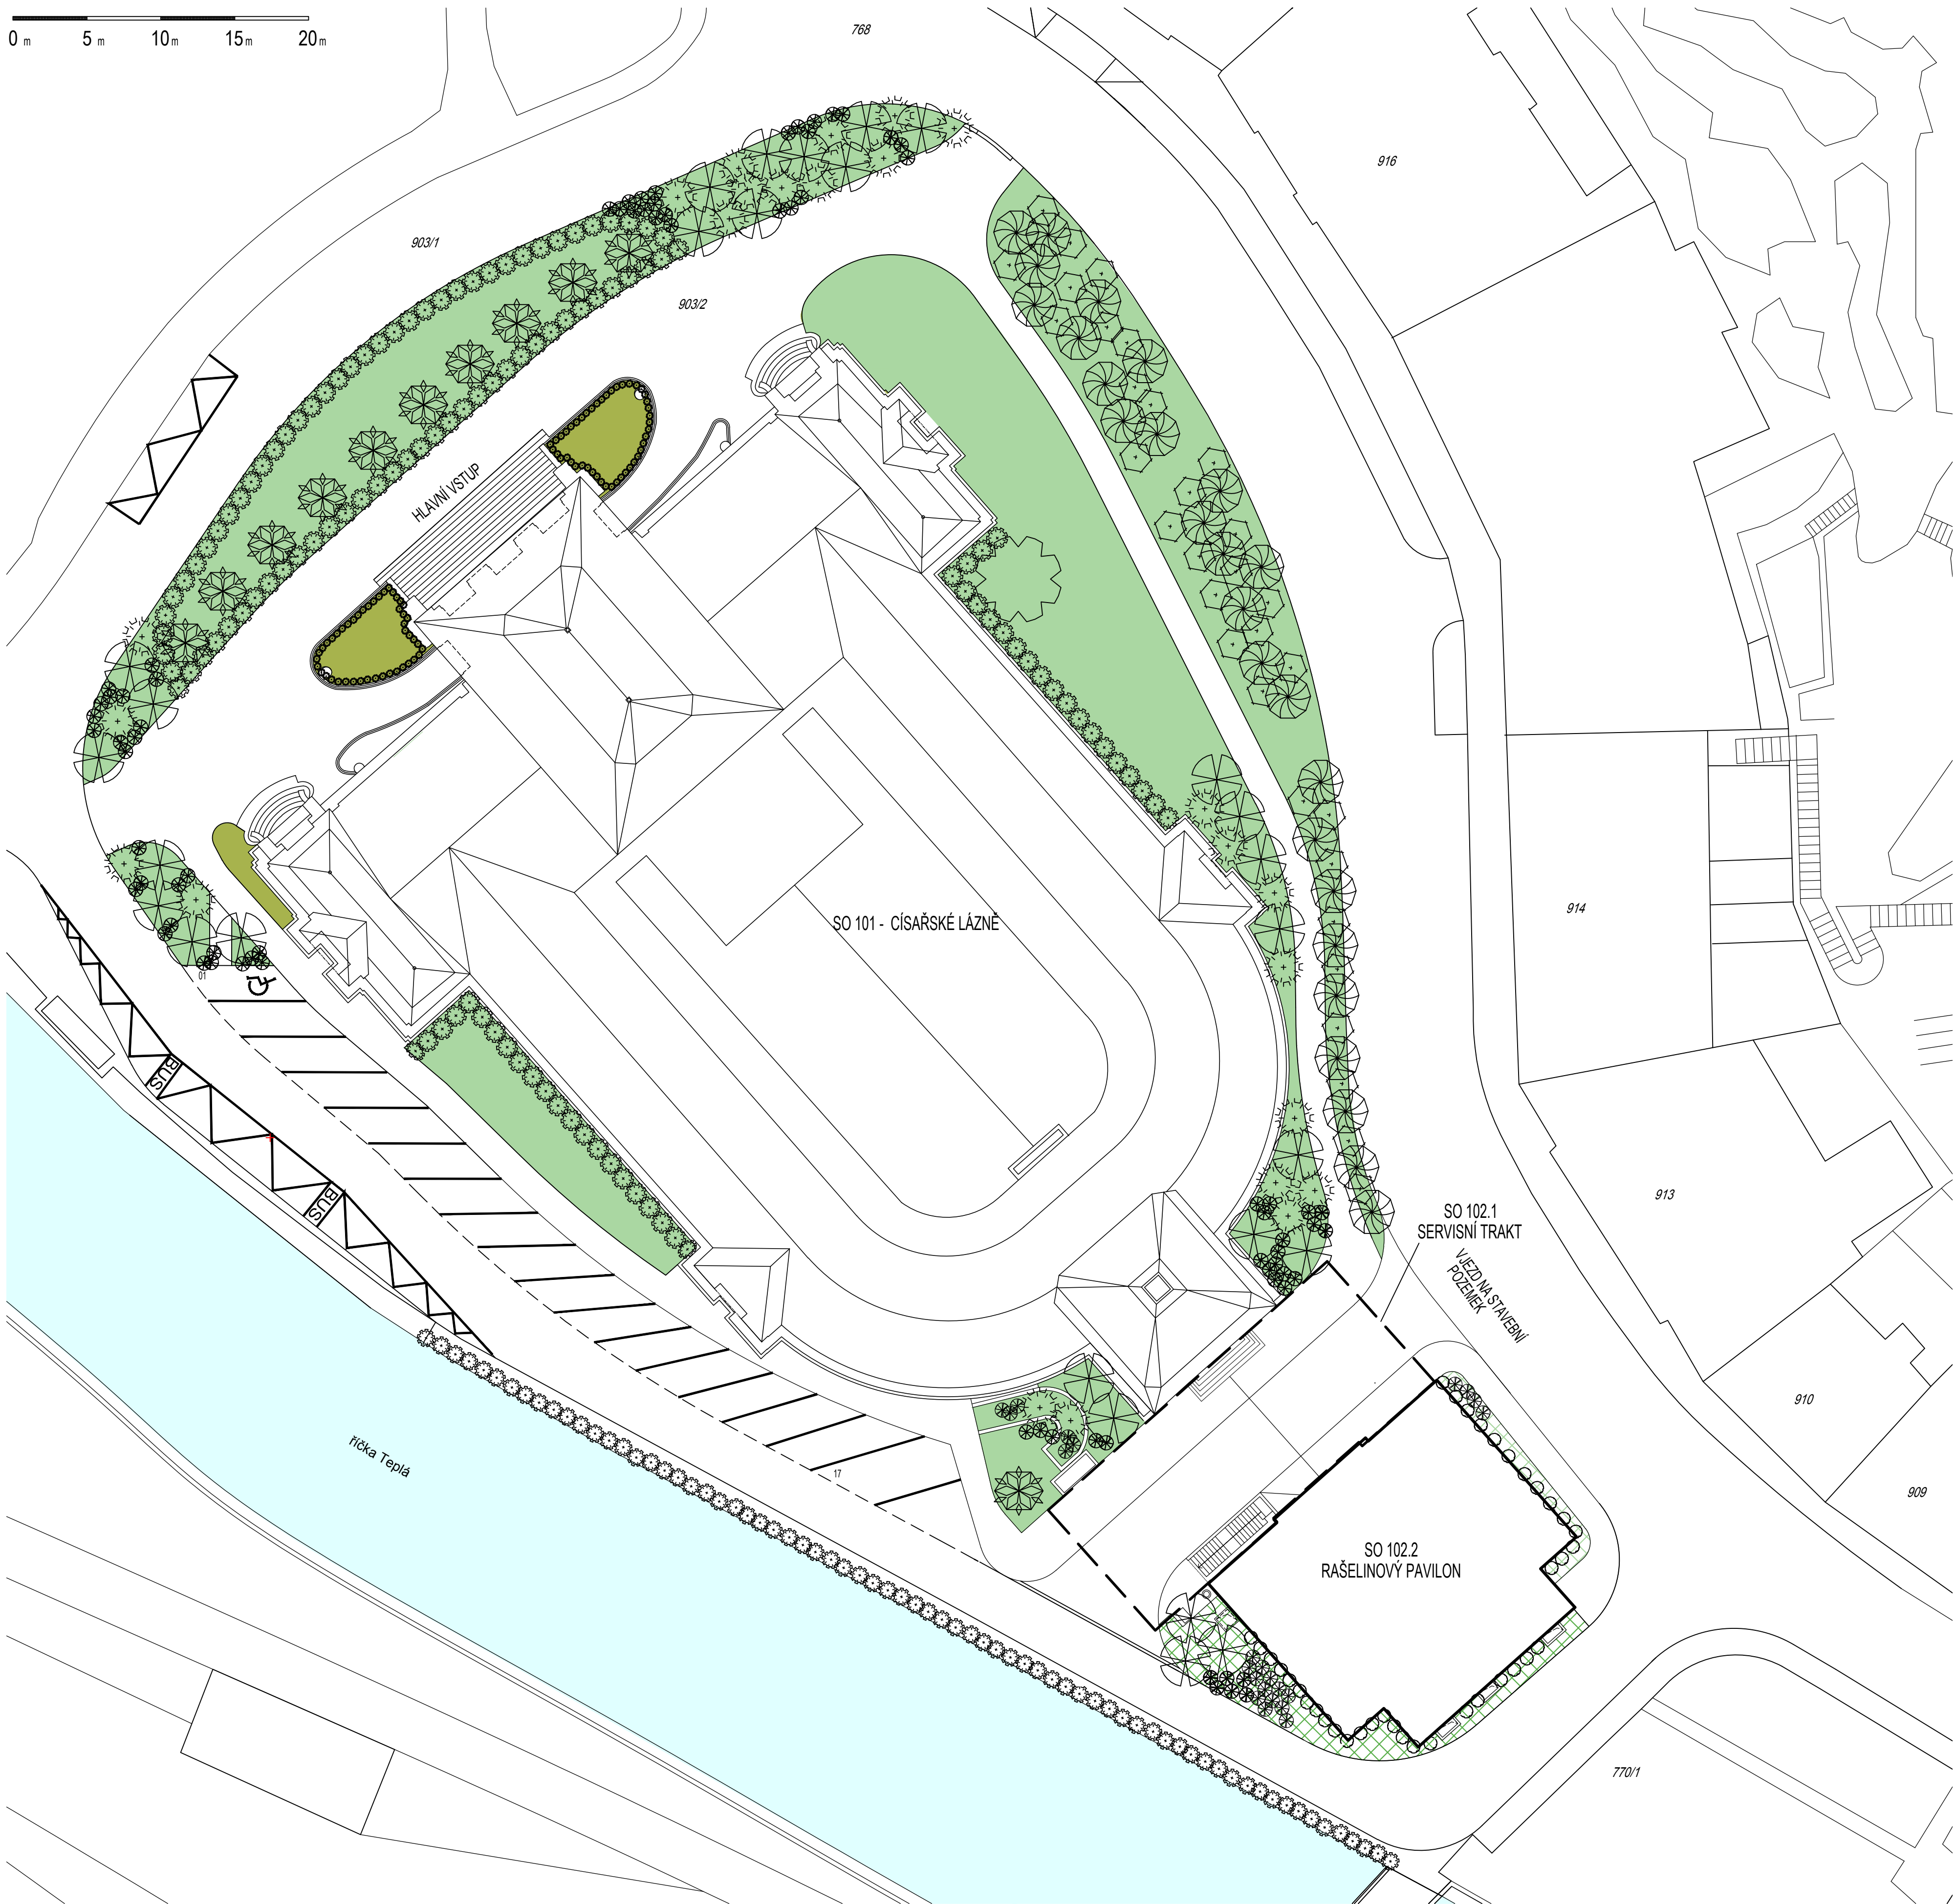 0 m 5 m 10 m 15 m 20 m
768
916
903/1
903/2
HLAVNÍ VSTUP
SO 101 - CÍSAŘSKÉ LÁZNĚ
914
01
BUS
BUS
913
SO 102.1
SERVISNÍ TRAKT
VJEZD NA STAVEBNÍ
POZEMEK
910
říčka Teplá
17
909
SO 102.2
RAŠELINOVÝ PAVILON
770/1